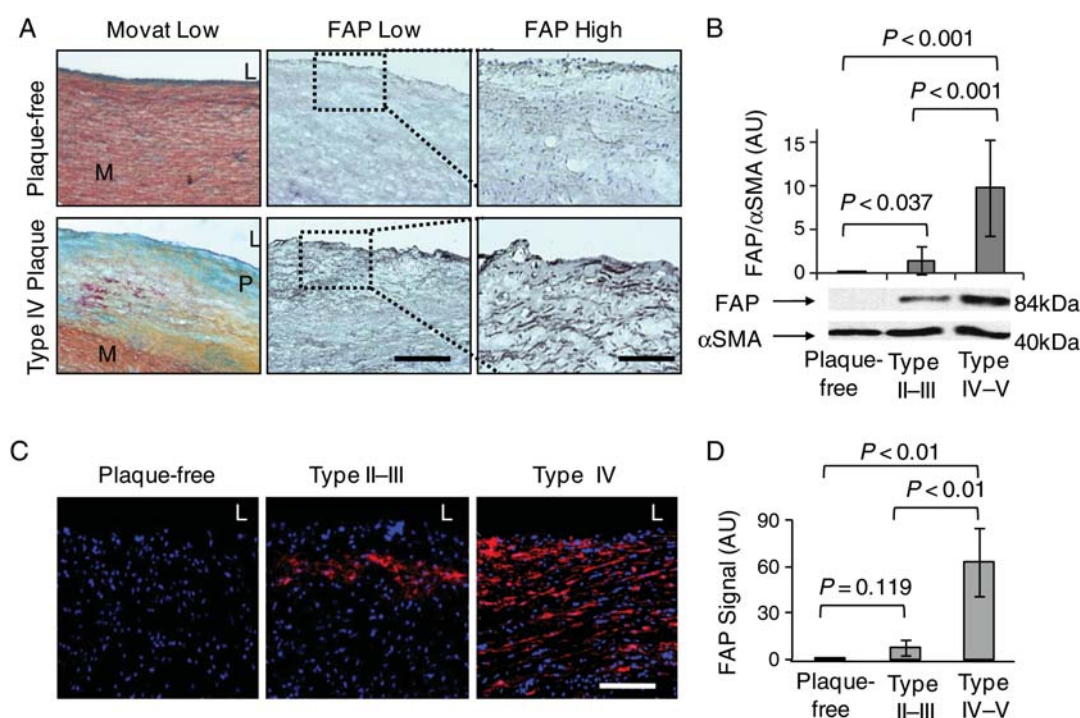 A
Movat Low
FAP Low
FAP High
Plaque-free
L
M
Type IV Plaque
L
P
M
B
P < 0.001
P < 0.001
P < 0.037
FAP/αSMA (AU)
15
10
5
0
FAP
84kDa
αSMA
40kDa
Plaque-free
Type II–III
Type IV–V
C
Plaque-free
Type II–III
Type IV
L
L
L
D
P < 0.01
P < 0.01
P = 0.119
FAP Signal (AU)
90
60
30
0
Plaque-free
Type II–III
Type IV–V